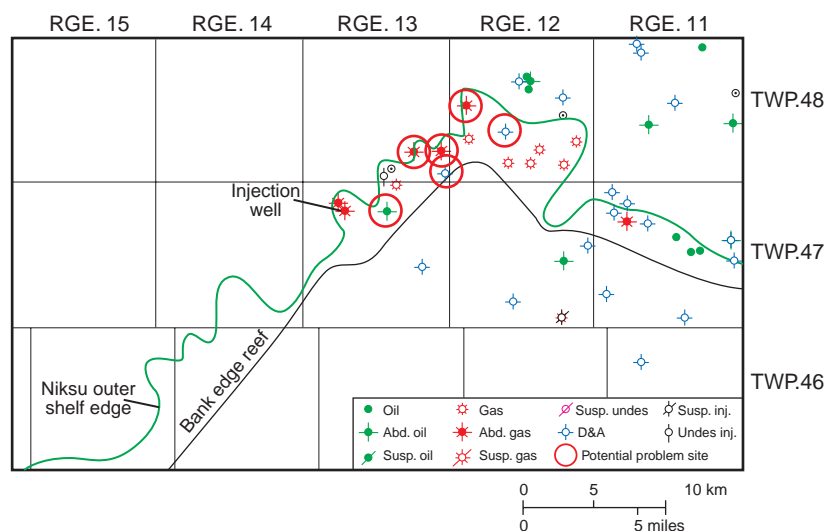 RGE. 15 RGE. 14 RGE. 13 RGE. 12 RGE. 11
TWP.48
Injection
well
TWP.47
Niksu outer
shelf edge
Bank edge reef
TWP.46
Oil Gas Susp. undes Susp. inj.
Abd. oil Abd. gas D&A Undes inj.
Susp. oil Susp. gas Potential problem site
0 5 10 km
0 5 miles